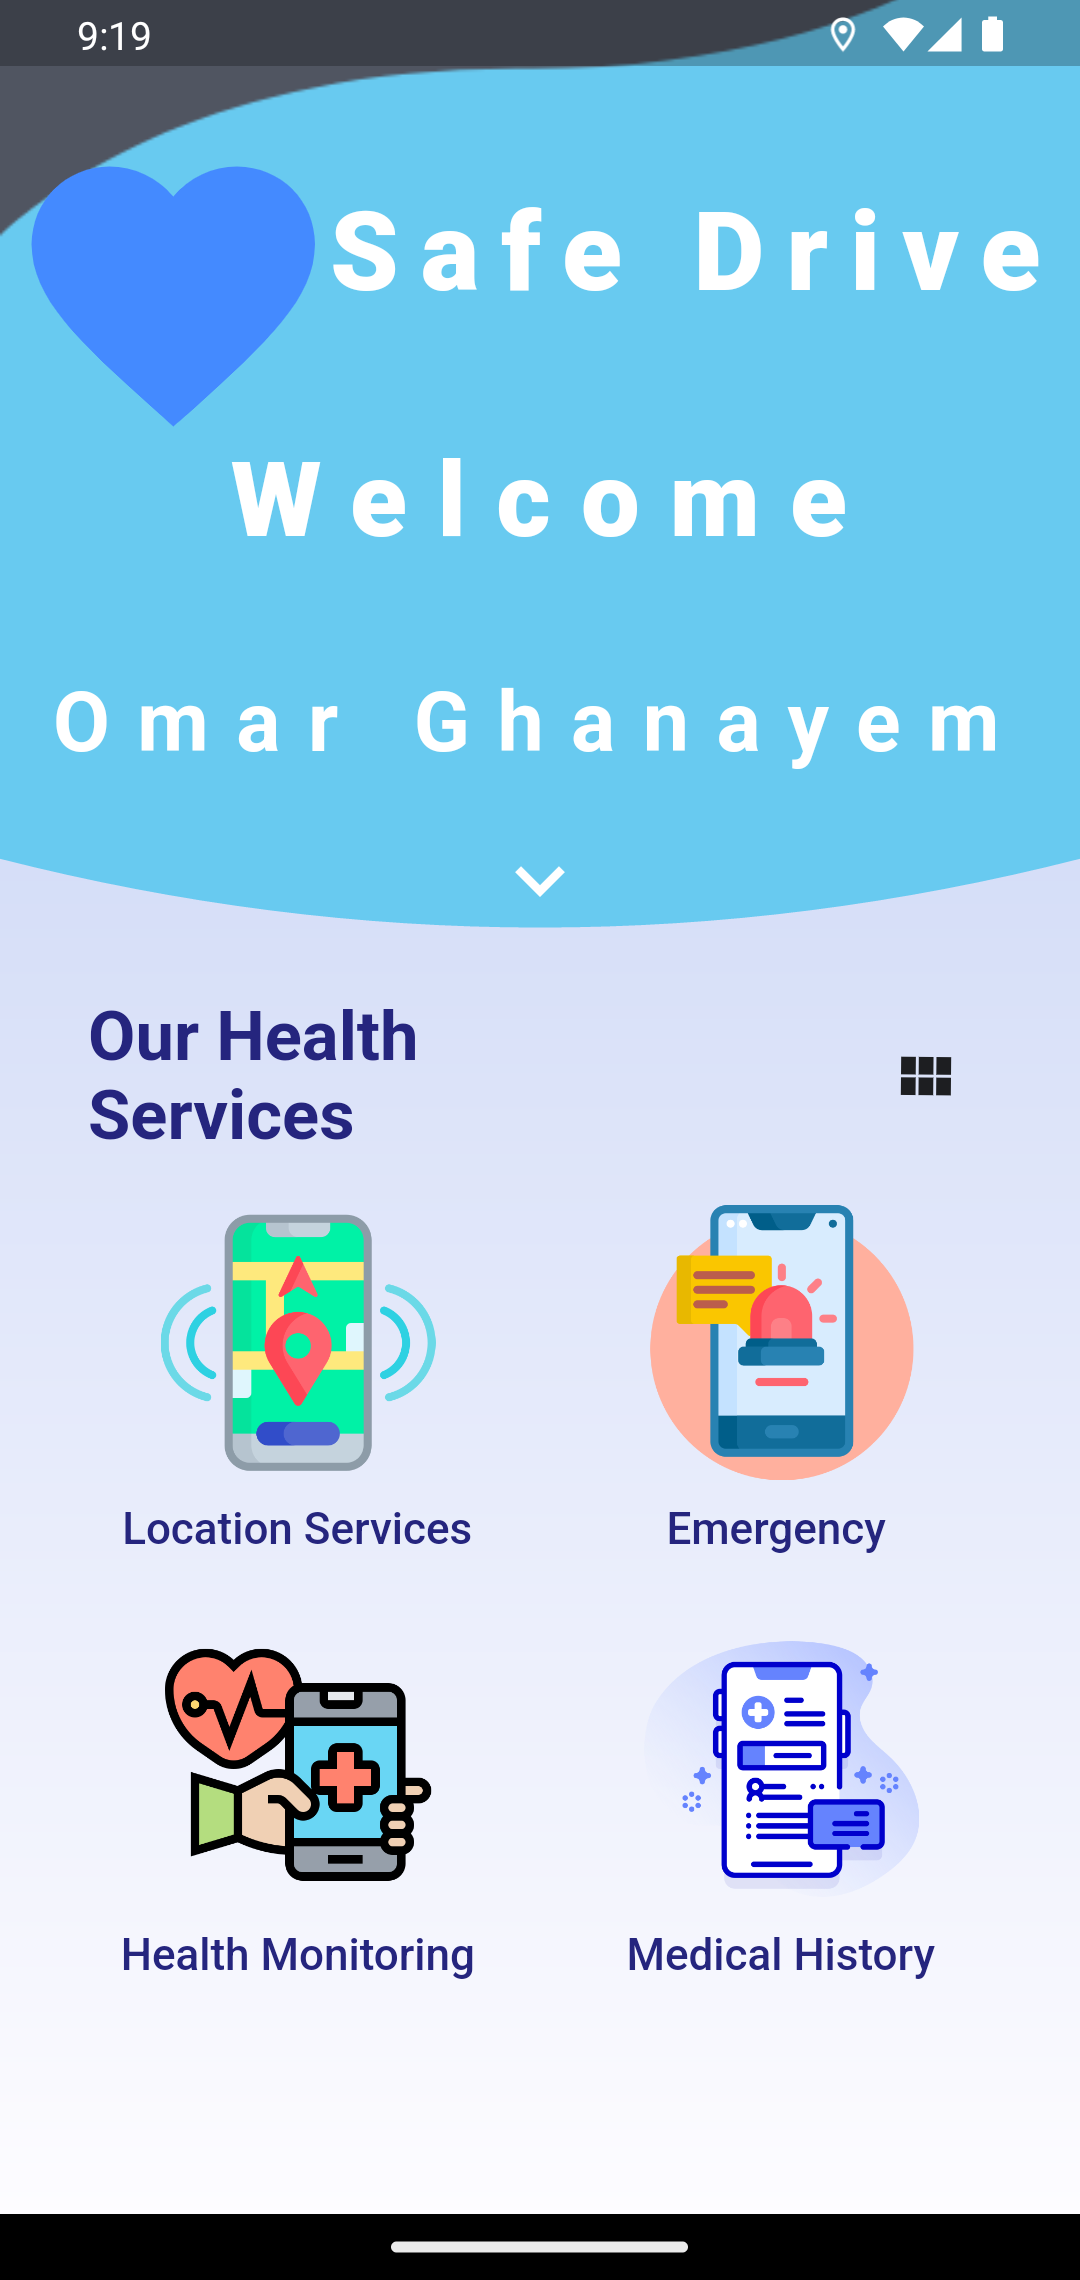 9:19
Safe Drive
Welcome
Omar Ghanayem
Our Health
Services
Location Services
Emergency
Health Monitoring
Medical History